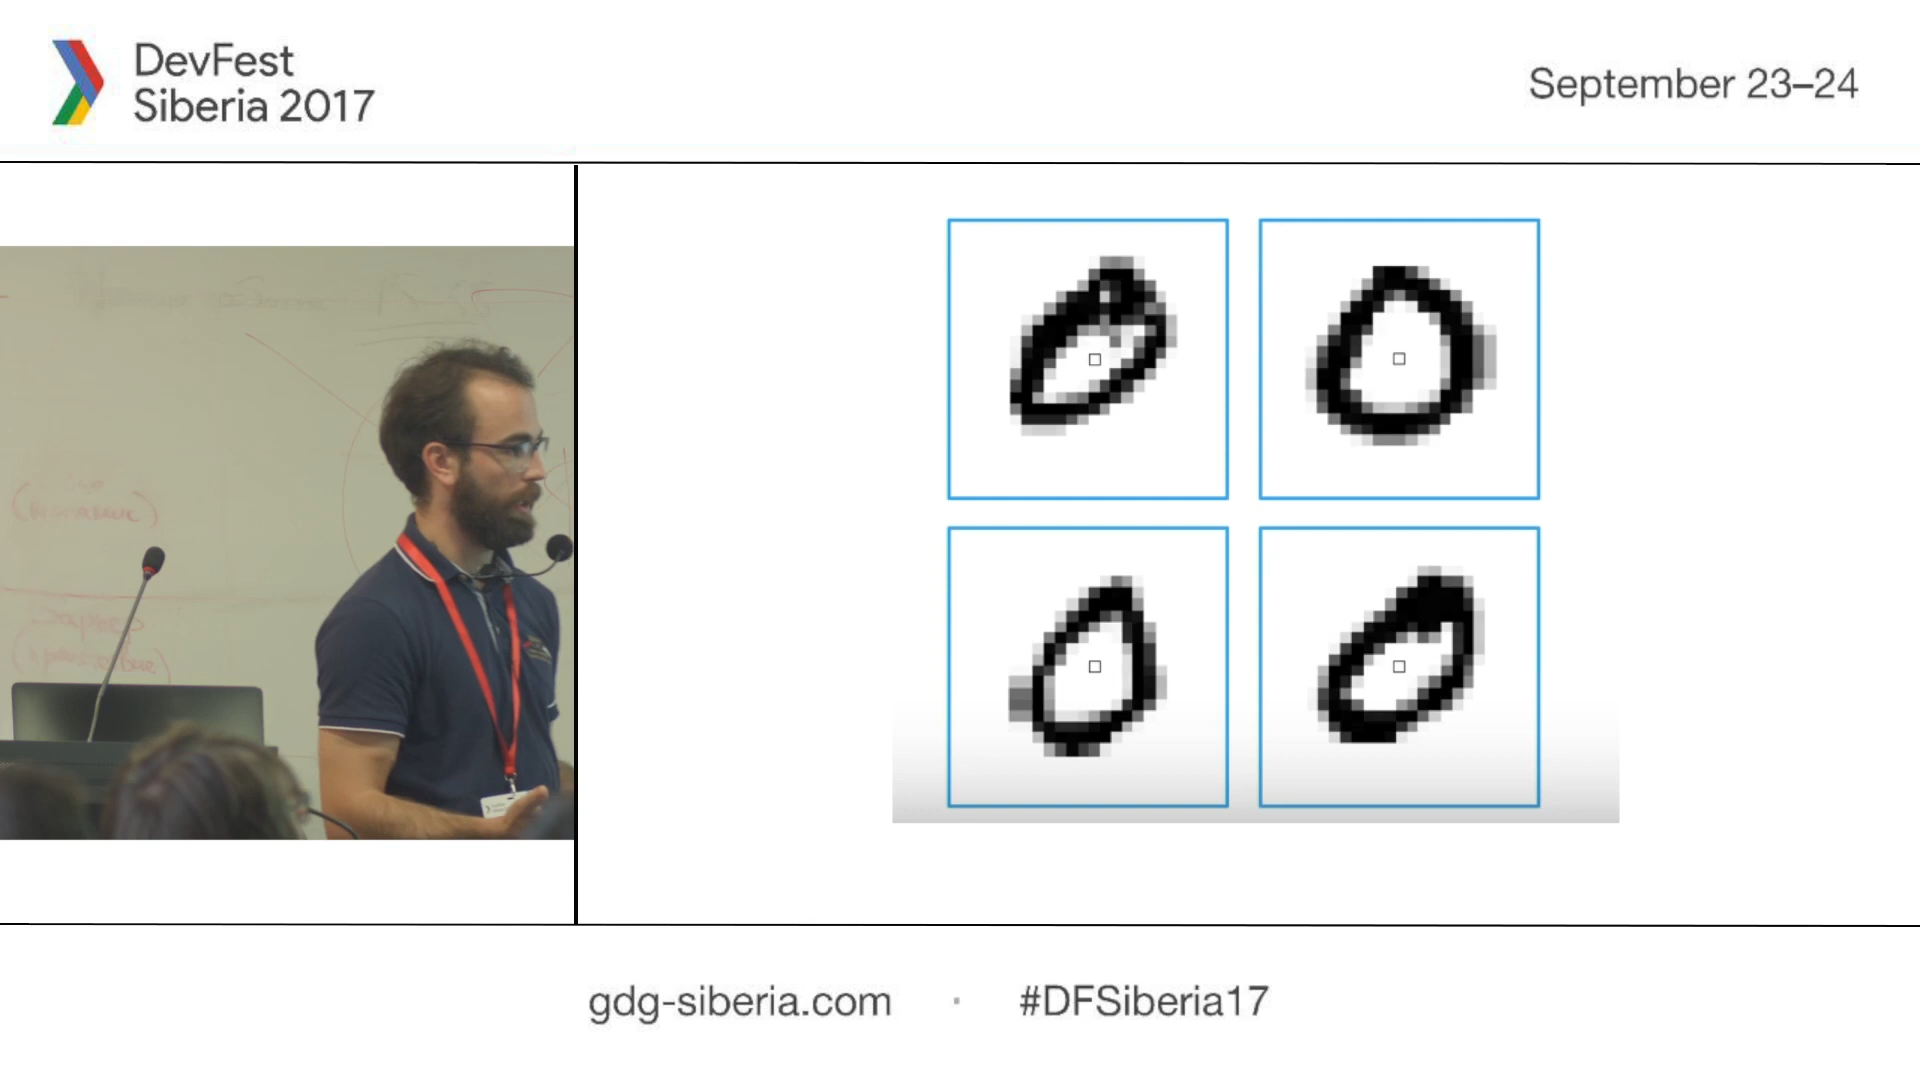 DevFest
Siberia 2017
September 23–24
gdg-siberia.com · #DFSiberia17